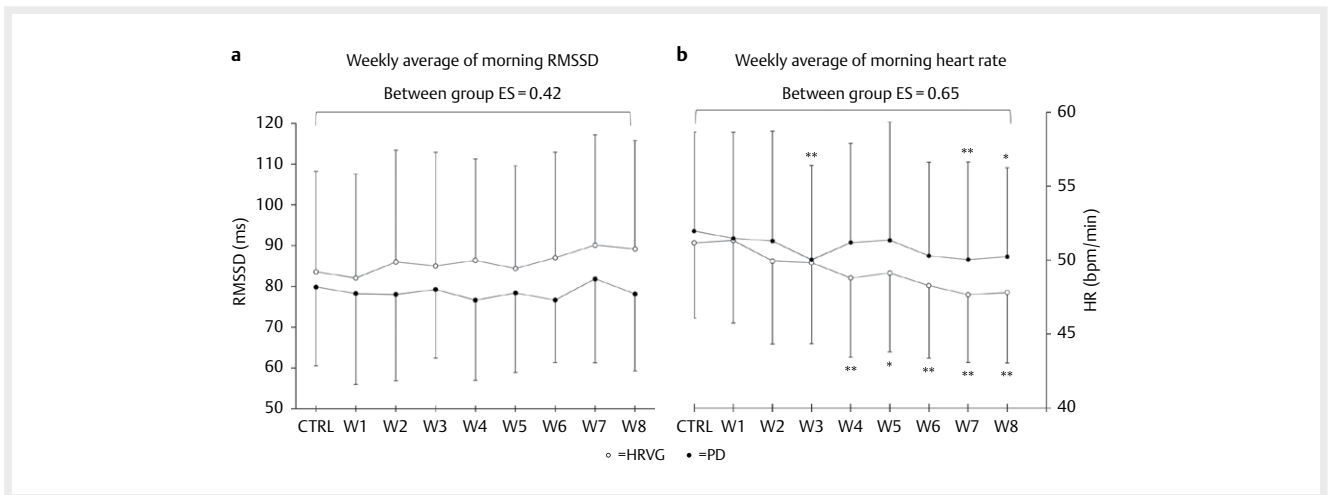 a Weekly average of morning RMSSD
Between group ES = 0.42
RMSSD (ms)
120
110
100
90
80
70
60
50
CTRL W1 W2 W3 W4 W5 W6 W7 W8
b Weekly average of morning heart rate
Between group ES = 0.65
** ** *
** * ** ** **
60
55
50
45
40
HR (bpm/min)
CTRL W1 W2 W3 W4 W5 W6 W7 W8
=HRVG =PD